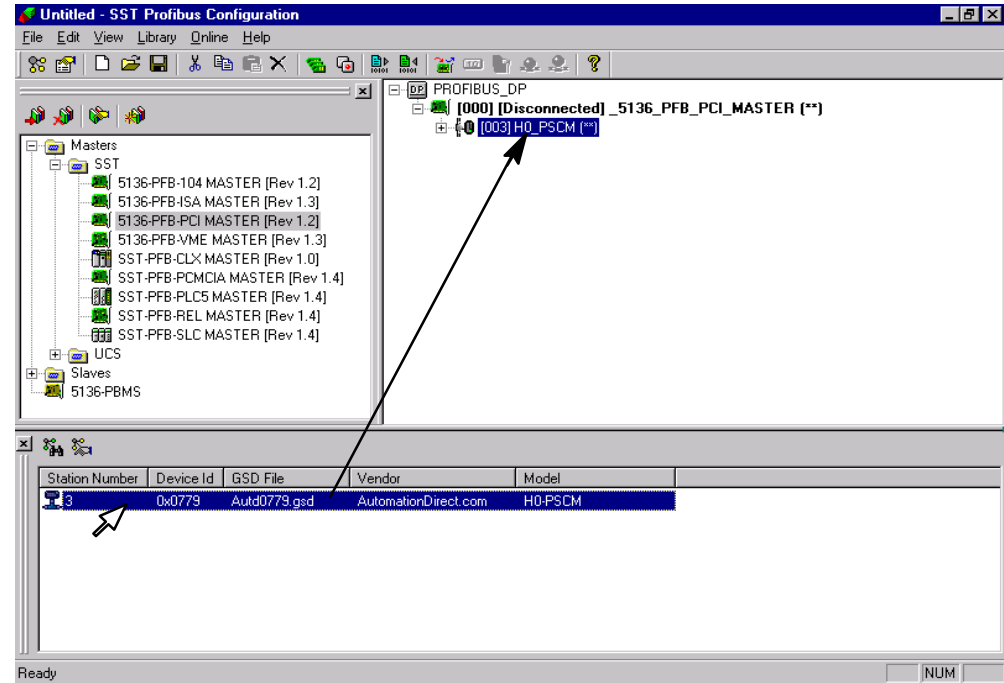 Untitled - SST Profibus Configuration
File Edit View Library Online Help
PROFIBUS_DP
[000] [Disconnected] _5136_PFB_PCI_MASTER (**)
[003] H0_PSCM (**)
Masters
SST
5136-PFB-104 MASTER [Rev 1.2]
5136-PFB-ISA MASTER [Rev 1.3]
5136-PFB-PCI MASTER [Rev 1.2]
5136-PFB-VME MASTER [Rev 1.3]
SST-PFB-CLX MASTER [Rev 1.0]
SST-PFB-PCMCIA MASTER [Rev 1.4]
SST-PFB-PLC5 MASTER [Rev 1.4]
SST-PFB-REL MASTER [Rev 1.4]
SST-PFB-SLC MASTER [Rev 1.4]
UCS
Slaves
5136-PBMS
Station Number Device Id GSD File Vendor Model
3 0x0779 Autd0779.gsd AutomationDirect.com H0-PSCM
Ready NUM